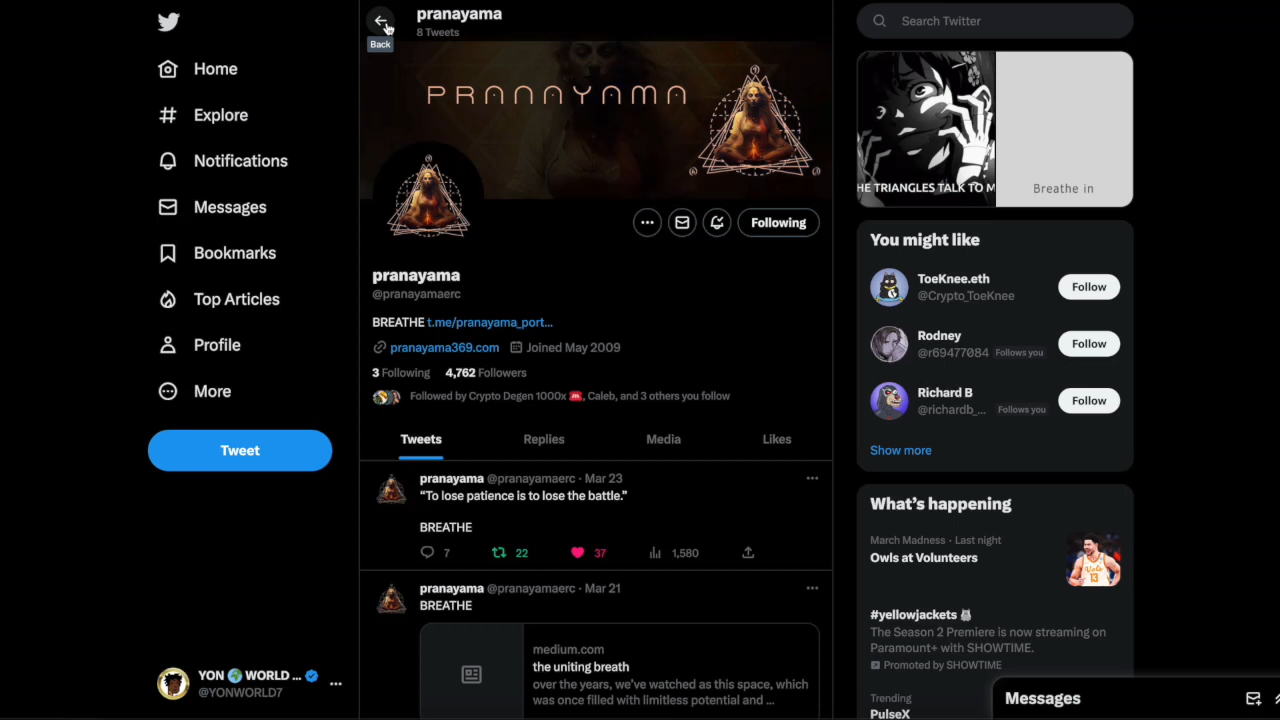 Home
Explore
Notifications
Messages
Bookmarks
Top Articles
Profile
More
Tweet
YON 🌍 WORLD ...
@YONWORLD7
Back
pranayama
8 Tweets
PRANAYAMA
Following
pranayama
@pranayamaerc
BREATHE t.me/pranayama_port...
pranayama369.com Joined May 2009
3 Following 4,762 Followers
Followed by Crypto Degen 1000x, Caleb, and 3 others you follow
Tweets Replies Media Likes
pranayama @pranayamaerc · Mar 23
“To lose patience is to lose the battle.”
BREATHE
7 22 37 1,580
pranayama @pranayamaerc · Mar 21
BREATHE
medium.com
the uniting breath
over the years, we’ve watched as this space, which
was once filled with limitless potential and ...
Search Twitter
HE TRIANGLES TALK TO M
Breathe in
You might like
ToeKnee.eth
@Crypto_ToeKnee
Follow
Rodney
@r69477084 Follows you
Follow
Richard B
@richardb_... Follows you
Follow
Show more
What’s happening
March Madness · Last night
Owls at Volunteers
Vols
13
#yellowjackets
The Season 2 Premiere is now streaming on
Paramount+ with SHOWTIME.
Promoted by SHOWTIME
Trending
PulseX
Messages